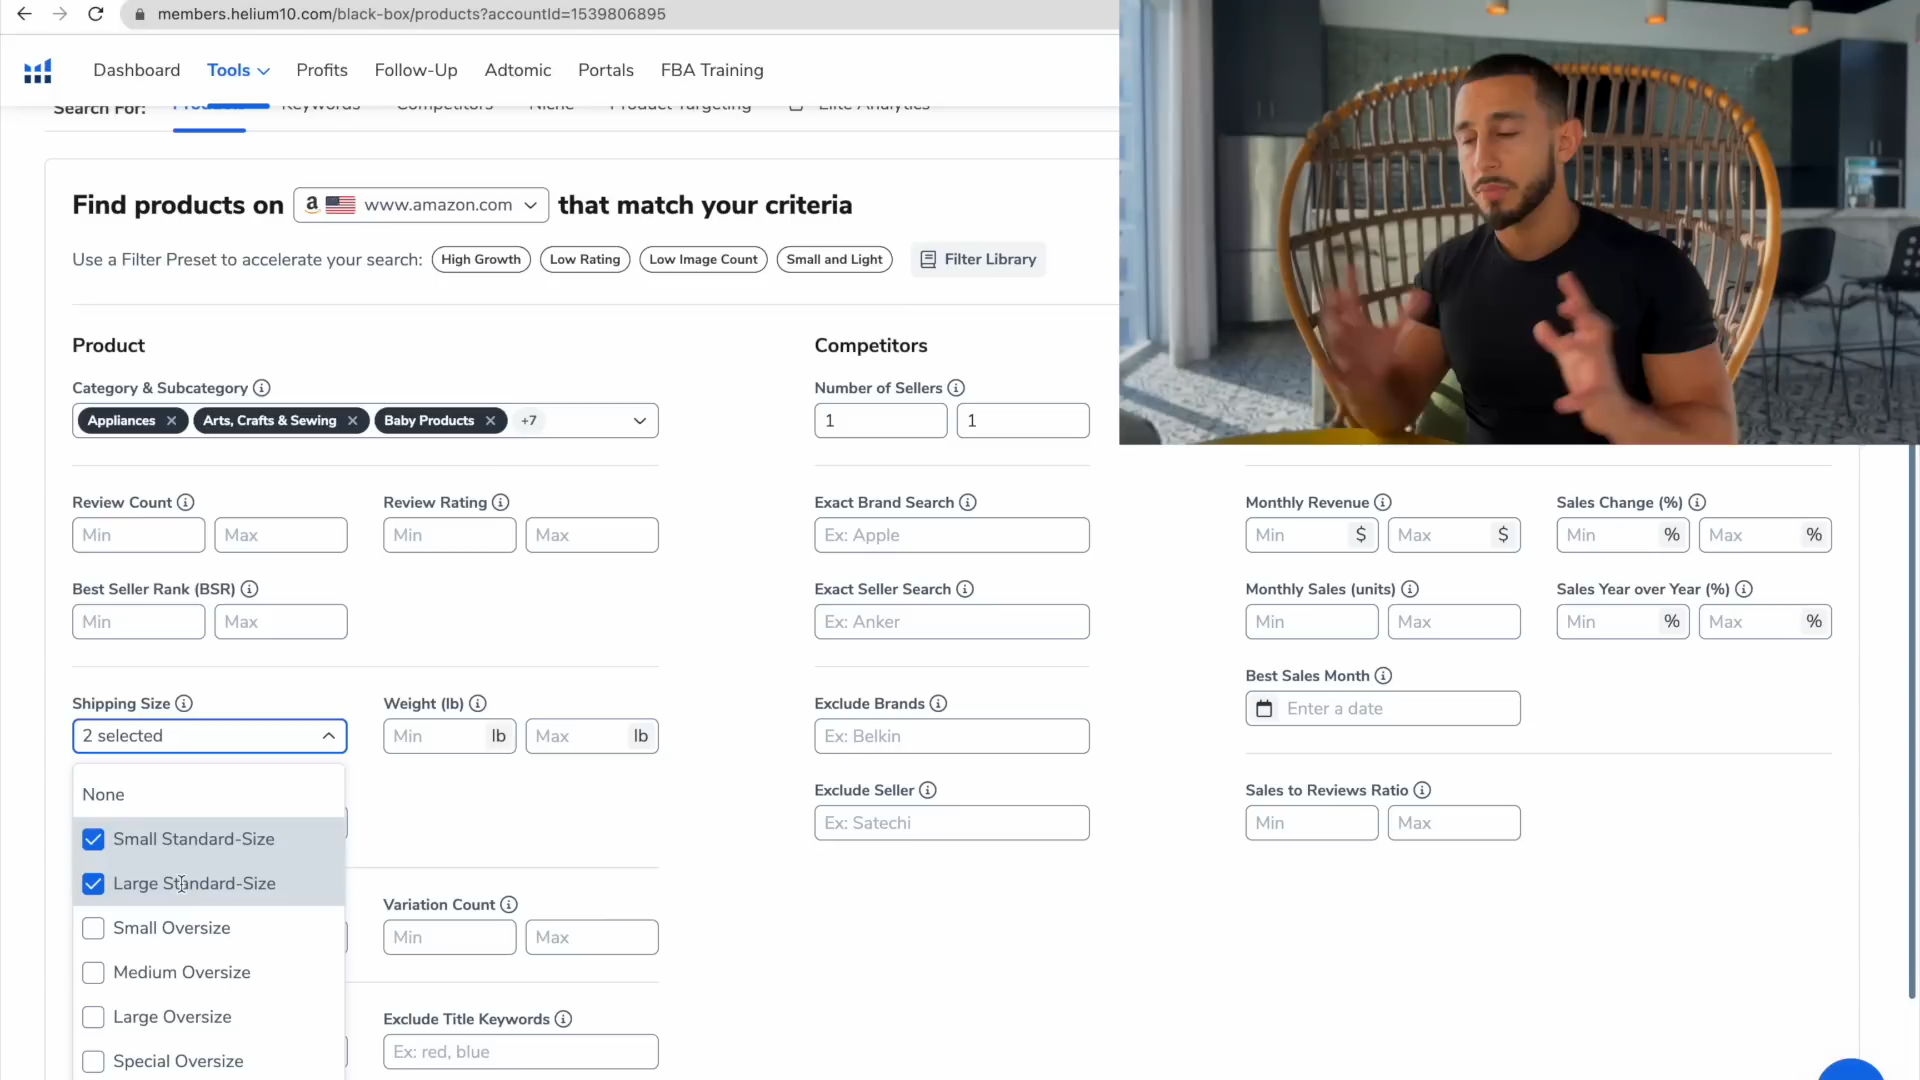 members.helium10.com/black-box/products?accountId=1539806895
Dashboard Tools Profits Follow-Up Adtomic Portals FBA Training
Search For: Products Keywords Competitors Niche Product Targeting Elite Analytics
Find products on a www.amazon.com that match your criteria
Use a Filter Preset to accelerate your search: High Growth Low Rating Low Image Count Small and Light Filter Library
Product
Category & Subcategory
Appliances Arts, Crafts & Sewing Baby Products +7
Review Count Review Rating
Min Max Min Max
Best Seller Rank (BSR)
Min Max
Shipping Size Weight (lb)
2 selected Min lb Max lb
None
Small Standard-Size
Large Standard-Size
Small Oversize
Medium Oversize
Large Oversize
Special Oversize
Variation Count
Min Max
Exclude Title Keywords
Ex: red, blue
Competitors
Number of Sellers
1 1
Exact Brand Search
Ex: Apple
Exact Seller Search
Ex: Anker
Exclude Brands
Ex: Belkin
Exclude Seller
Ex: Satechi
Monthly Revenue Sales Change (%)
Min $ Max $ Min % Max %
Monthly Sales (units) Sales Year over Year (%)
Min Max Min % Max %
Best Sales Month
Enter a date
Sales to Reviews Ratio
Min Max